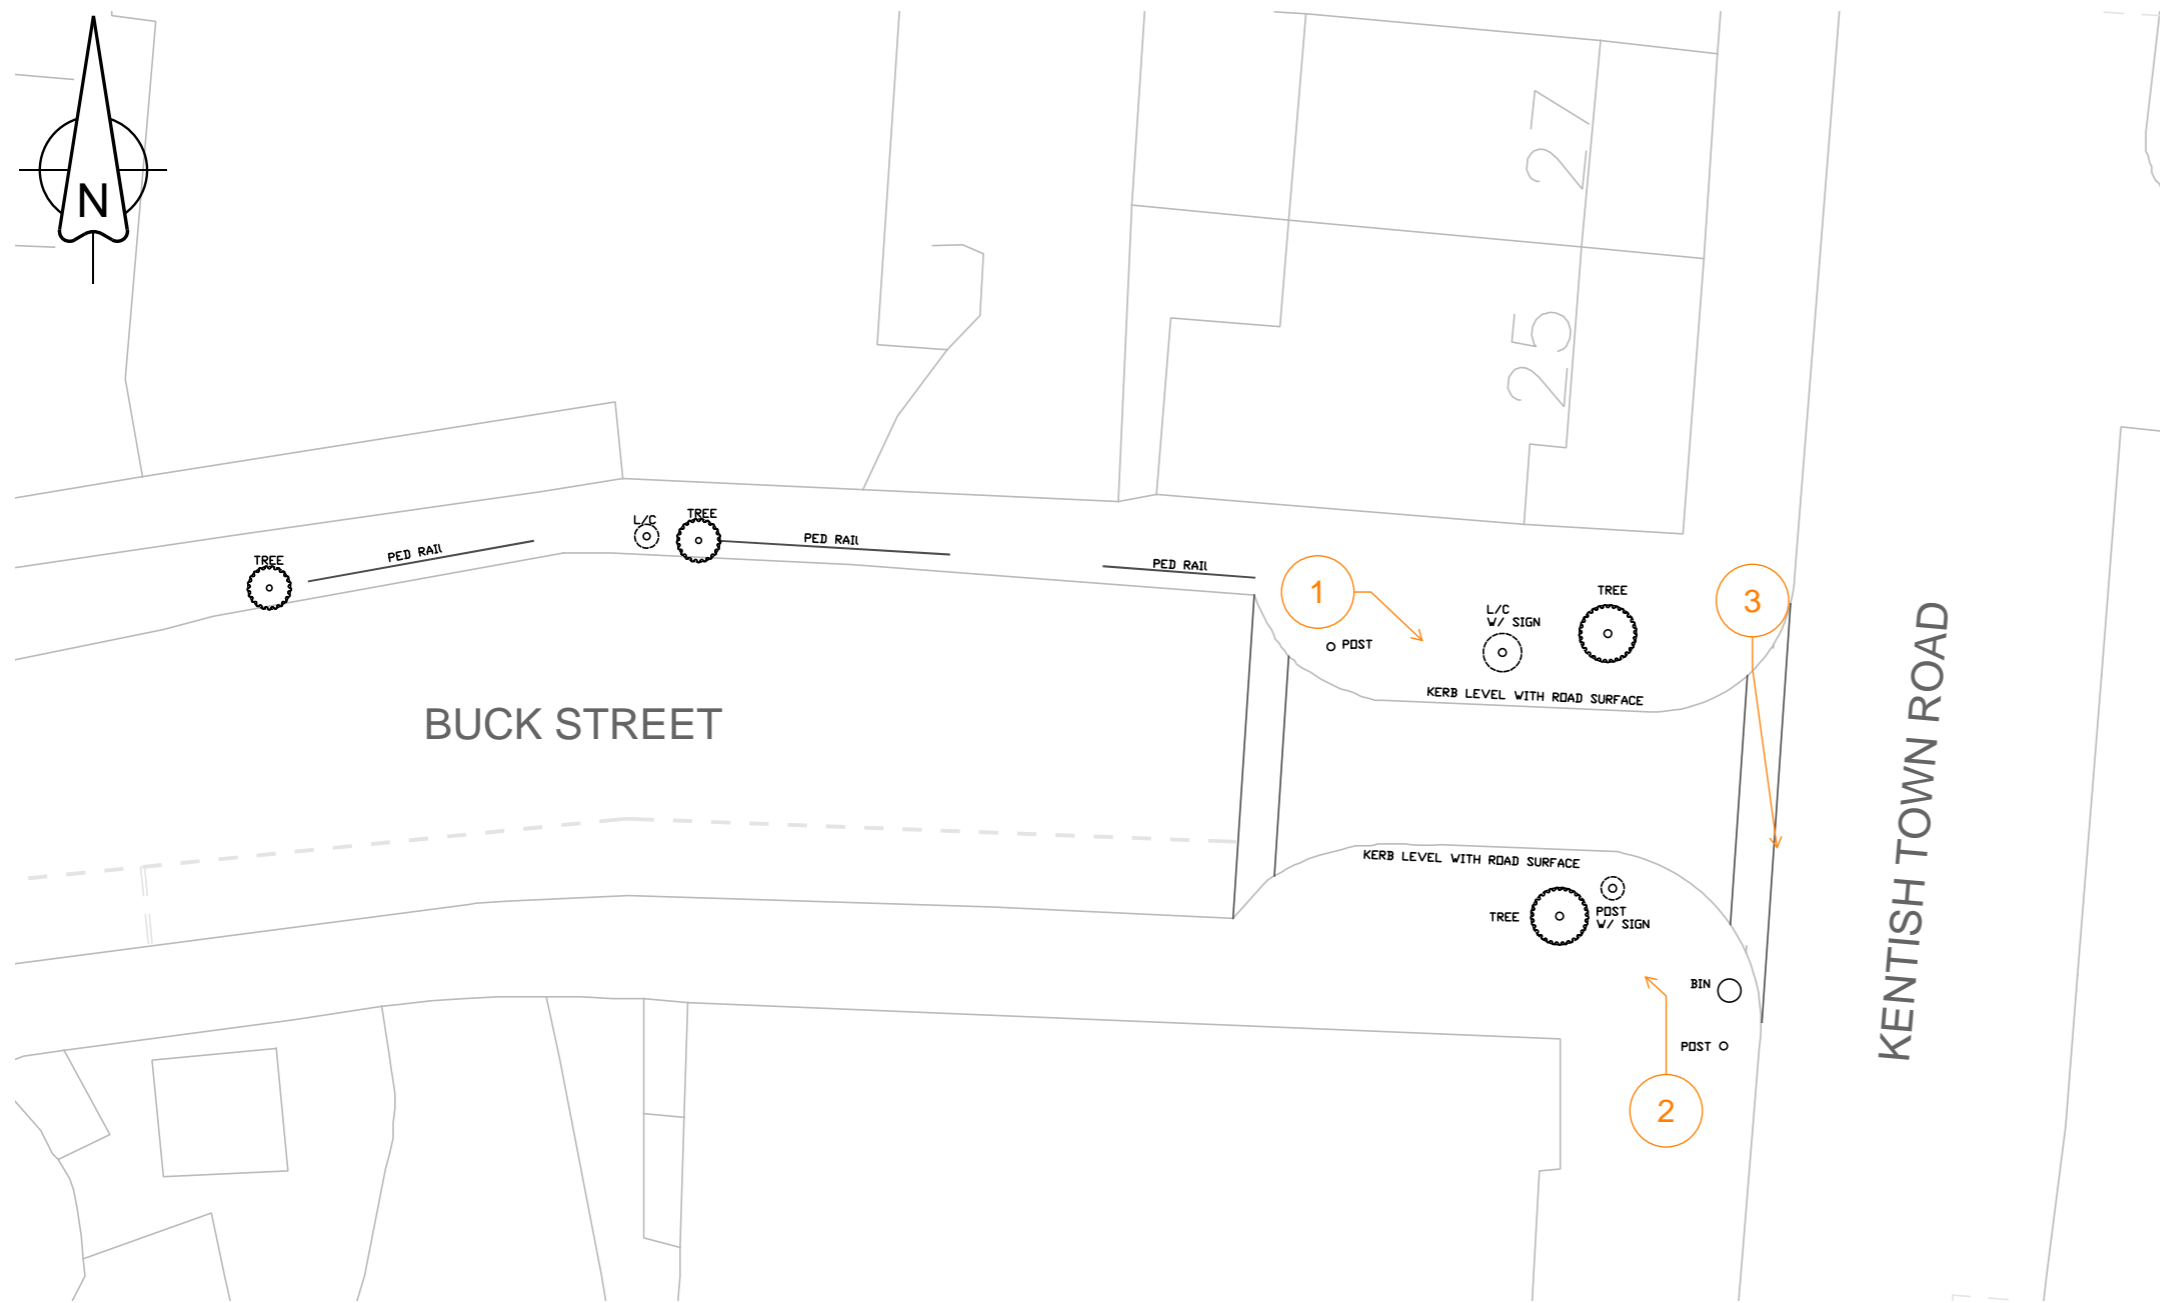 N
27
25
L/C
TREE
PED RAIL
TREE
PED RAIL
PED RAIL
1
TREE
3
L/C
W/ SIGN
POST
KERB LEVEL WITH ROAD SURFACE
BUCK STREET
KENTISH TOWN ROAD
KERB LEVEL WITH ROAD SURFACE
TREE
POST
W/ SIGN
BIN
POST
2